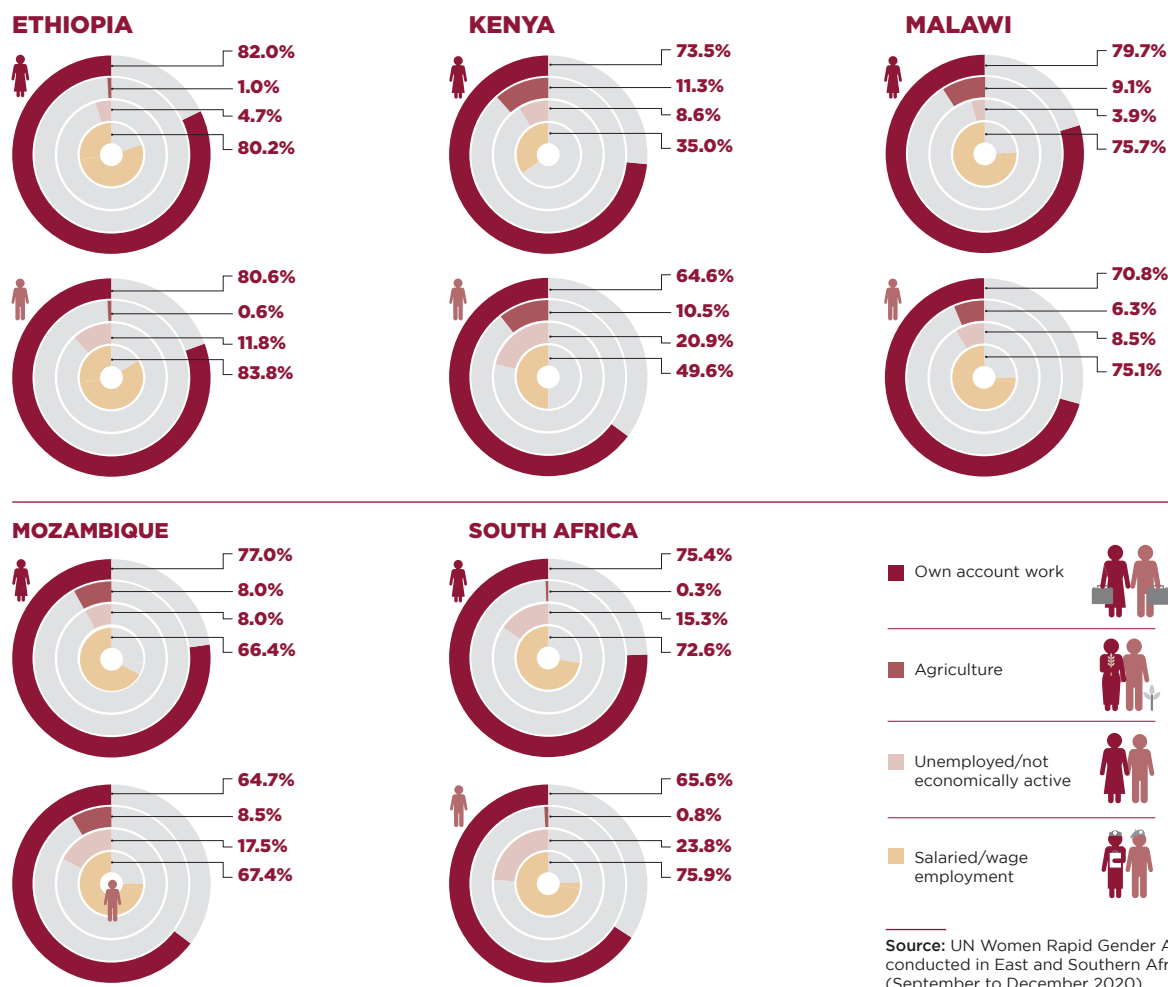 ETHIOPIA
82.0%
1.0%
4.7%
80.2%
80.6%
0.6%
11.8%
83.8%
KENYA
73.5%
11.3%
8.6%
35.0%
64.6%
10.5%
20.9%
49.6%
MALAWI
79.7%
9.1%
3.9%
75.7%
70.8%
6.3%
8.5%
75.1%
MOZAMBIQUE
77.0%
8.0%
8.0%
66.4%
64.7%
8.5%
17.5%
67.4%
SOUTH AFRICA
75.4%
0.3%
15.3%
72.6%
65.6%
0.8%
23.8%
75.9%
Own account work
Agriculture
Unemployed/not
economically active
Salaried/wage
employment
Source: UN Women Rapid Gender A
conducted in East and Southern Afr
(September to December 2020)